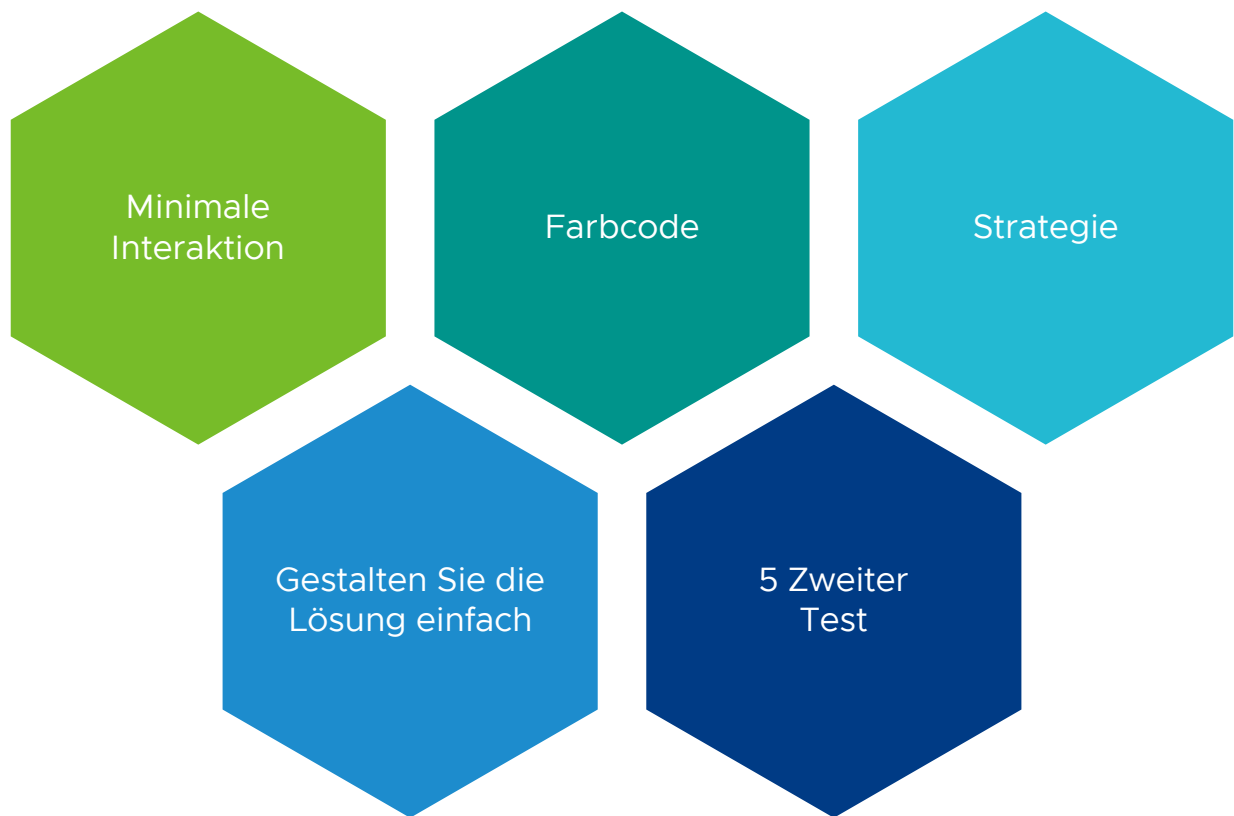 Minimale
Interaktion
Farbcode
Strategie
Gestalten Sie die
Lösung einfach
5 Zweiter
Test